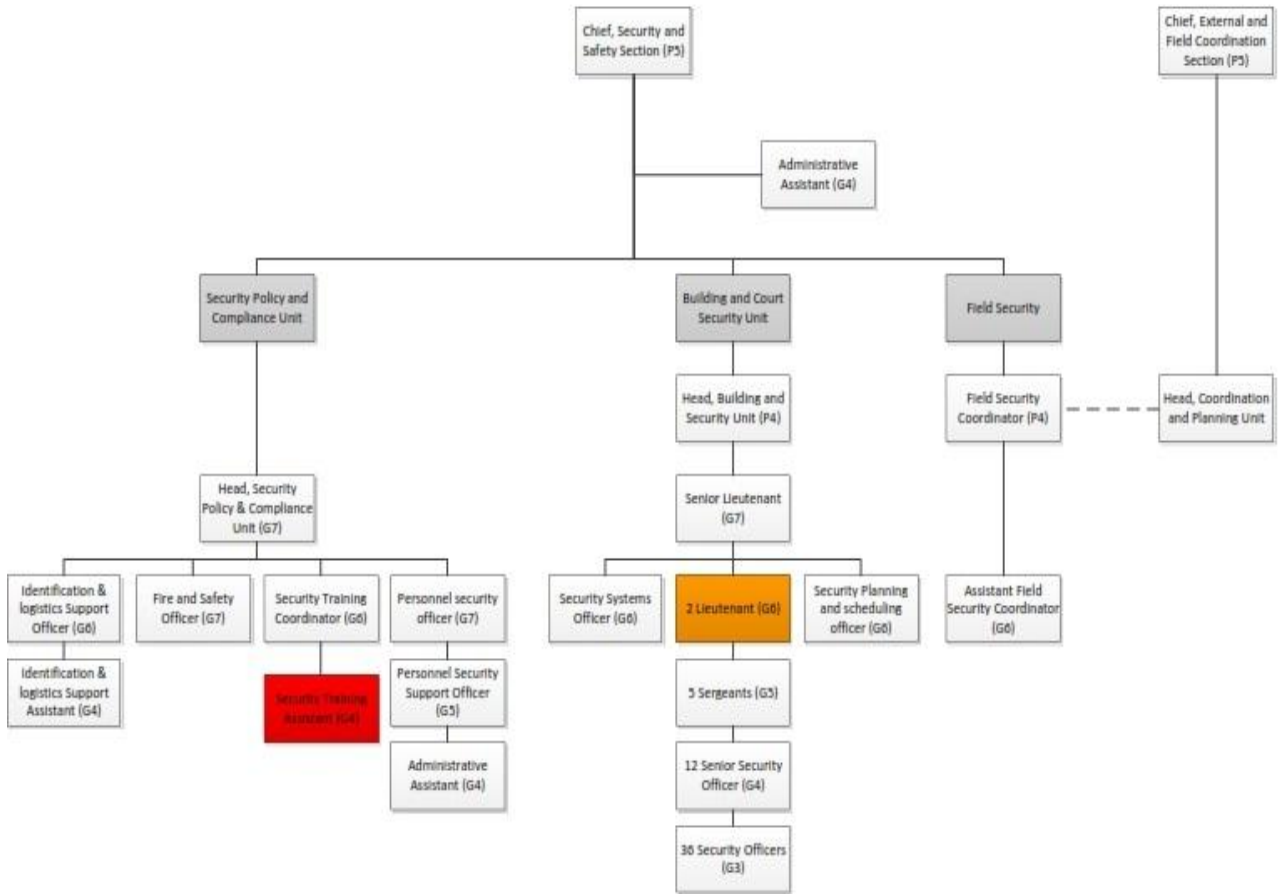 Chief, Security and
Safety Section (P5)
Chief, External and
Field Coordination
Section (P5)
Administrative
Assistant (G4)
Security Policy and
Compliance Unit
Building and Court
Security Unit
Field Security
Head, Building and
Security Unit (P4)
Field Security
Coordinator (P4)
Head, Coordination
and Planning Unit
Head, Security
Policy & Compliance
Unit (G7)
Senior Lieutenant
(G7)
Identification &
logistics Support
Officer (G6)
Fire and Safety
Officer (G7)
Security Training
Coordinator (G6)
Personnel security
officer (G7)
Security Systems
Officer (G6)
2 Lieutenant (G6)
Security Planning
and scheduling
officer (G6)
Assistant Field
Security Coordinator
(G6)
Identification &
logistics Support
Assistant (G4)
Security Training
Assistant (G4)
Personnel Security
Support Officer
(G5)
5 Sergeants (G5)
Administrative
Assistant (G4)
12 Senior Security
Officer (G4)
36 Security Officers
(G3)